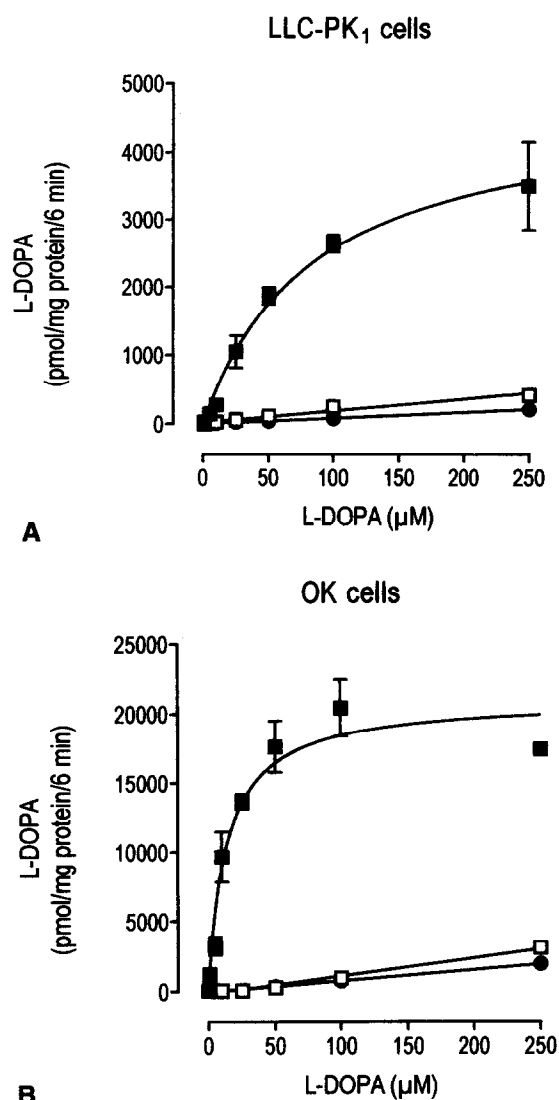 LLC-PK₁ cells
5000
4000
3000
2000
1000
0
L-DOPA
(pmol/mg protein/6 min)
0 50 100 150 200 250
L-DOPA (µM)
A
OK cells
25000
20000
15000
10000
5000
0
L-DOPA
(pmol/mg protein/6 min)
0 50 100 150 200 250
L-DOPA (µM)
B